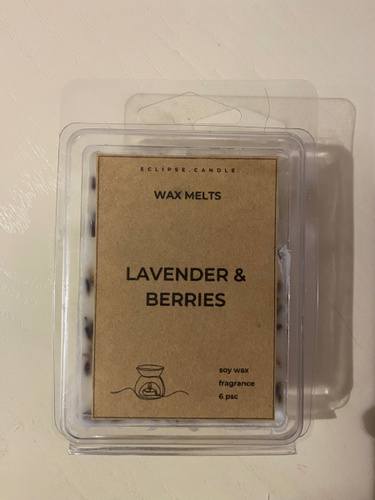 ECLIPSE.CANDLE
WAX MELTS
LAVENDER &
BERRIES
soy wax
fragrance
6 psc